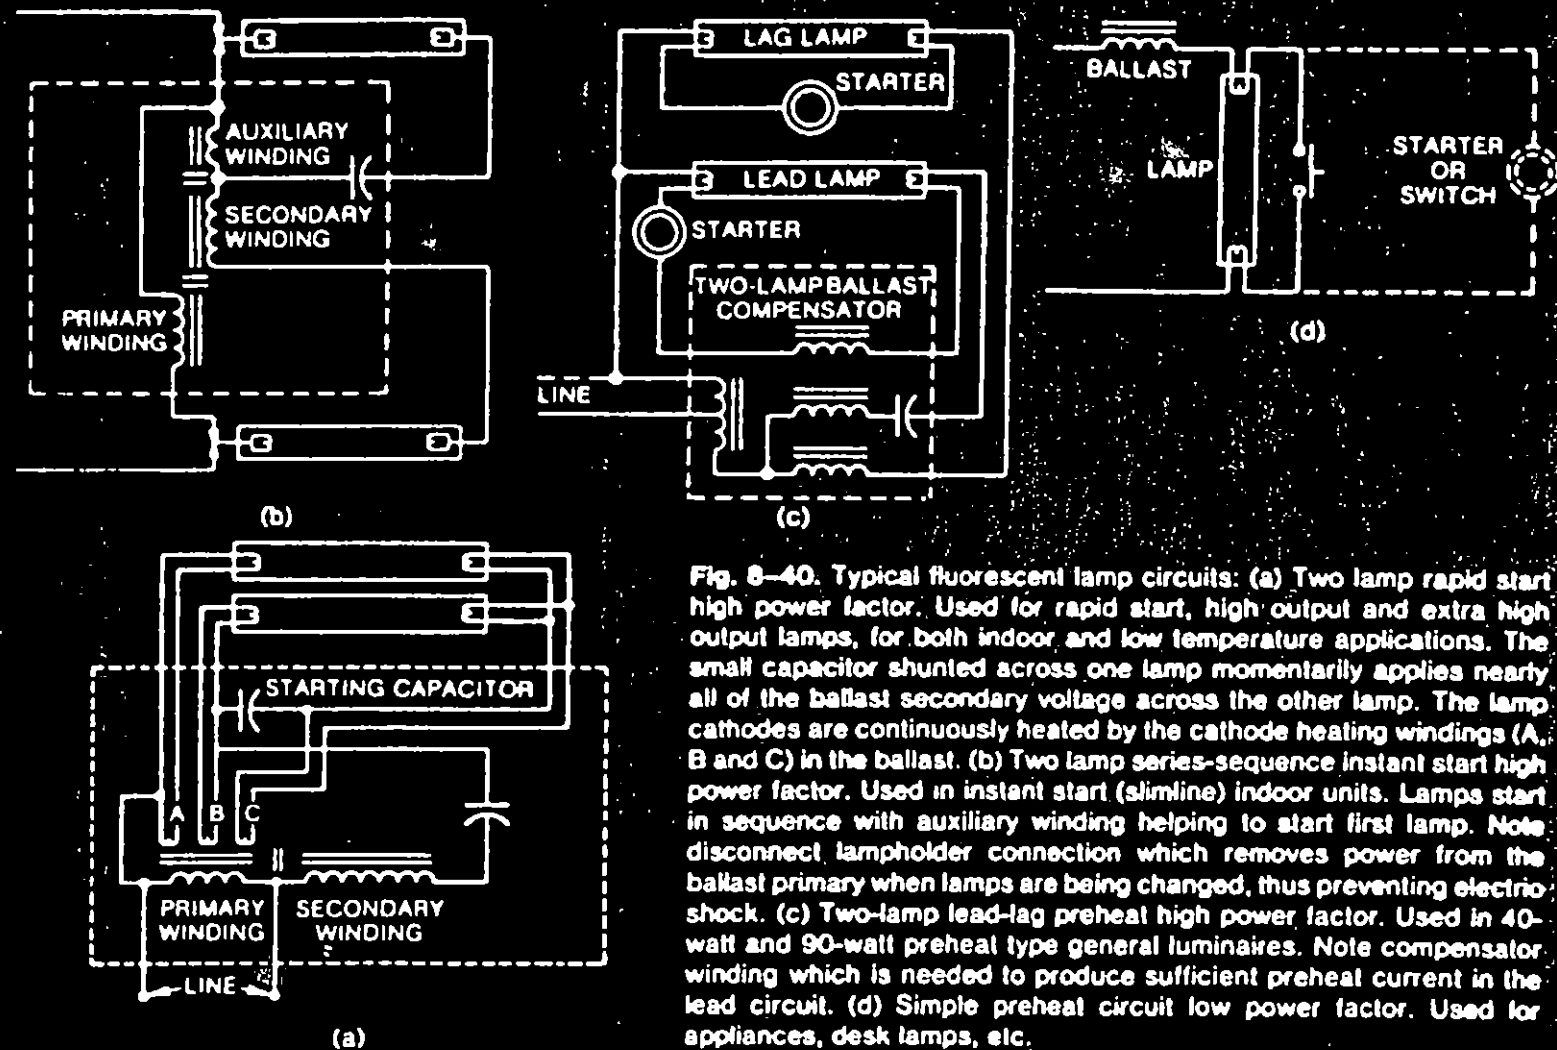 AUXILIARY
WINDING
SECONDARY
WINDING
PRIMARY
WINDING
(b)
LAG LAMP
STARTER
LEAD LAMP
STARTER
TWO-LAMP BALLAST
COMPENSATOR
LINE
(c)
BALLAST
LAMP
STARTER
OR
SWITCH
(d)
STARTING CAPACITOR
A
B
C
PRIMARY
WINDING
SECONDARY
WINDING
LINE
(a)
Fig. 8–40. Typical fluorescent lamp circuits: (a) Two lamp rapid start
high power factor. Used for rapid start, high output and extra high
output lamps, for both indoor and low temperature applications. The
small capacitor shunted across one lamp momentarily applies nearly
all of the ballast secondary voltage across the other lamp. The lamp
cathodes are continuously heated by the cathode heating windings (A,
B and C) in the ballast. (b) Two lamp series-sequence instant start high
power factor. Used in instant start (slimline) indoor units. Lamps start
in sequence with auxiliary winding helping to start first lamp. Note
disconnect lampholder connection which removes power from the
ballast primary when lamps are being changed, thus preventing electric
shock. (c) Two-lamp lead-lag preheat high power factor. Used in 40-
watt and 90-watt preheat type general luminaires. Note compensator
winding which is needed to produce sufficient preheat current in the
lead circuit. (d) Simple preheat circuit low power factor. Used for
appliances, desk lamps, etc.